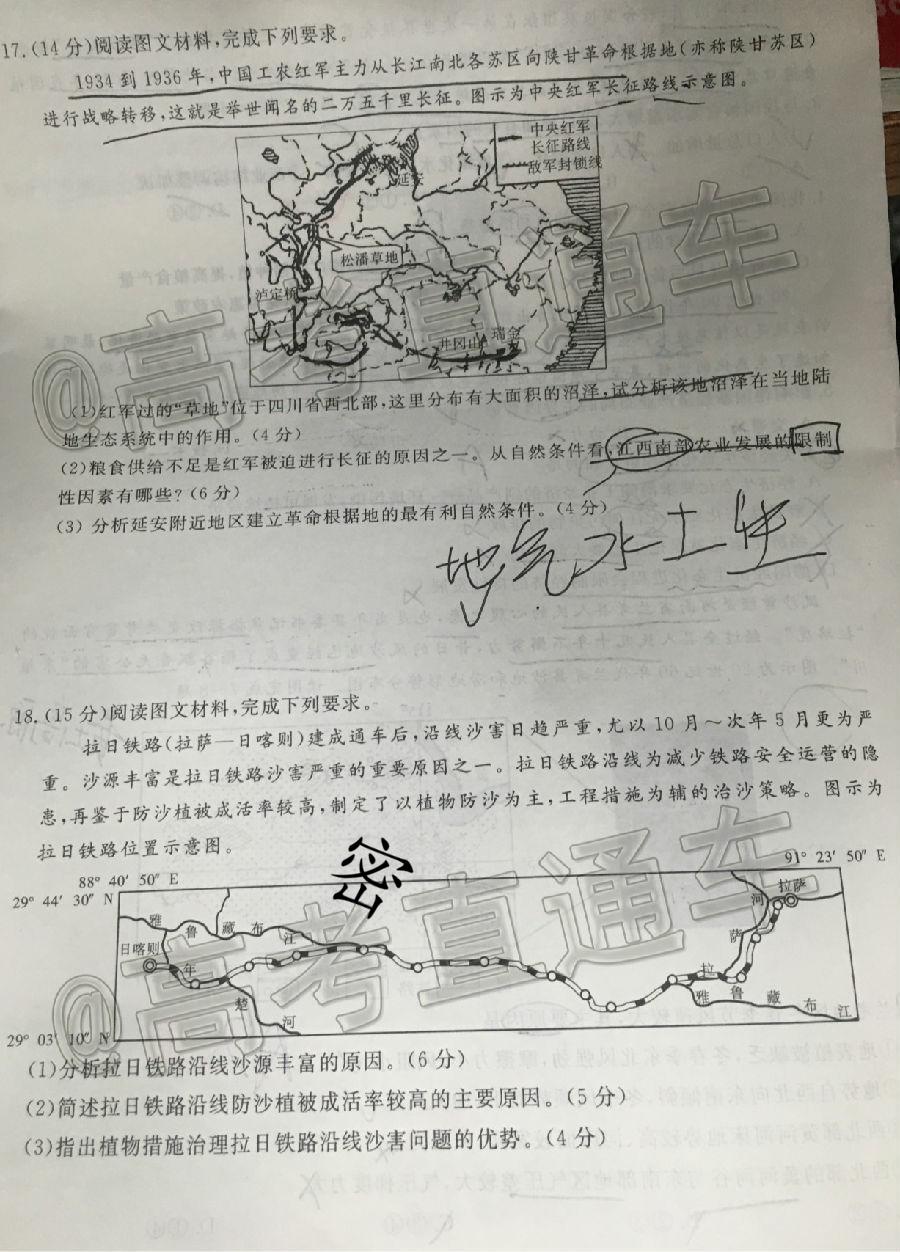 17.(14分)阅读图文材料,完成下列要求。
1934到1936年,中国工农红军主力从长江南北各苏区向陕甘革命根据地(亦称陕甘苏区)
进行战略转移,这就是举世闻名的二万五千里长征。图示为中央红军长征路线示意图。
中央红军
长征路线
敌军封锁线
延安
松潘草地
泸定桥
井冈山
瑞金
(1)红军过的“草地”位于四川省西北部,这里分布有大面积的沼泽,试分析该地沼泽在当地陆
地生态系统中的作用。(4分)
(2)粮食供给不足是红军被迫进行长征的原因之一。从自然条件看,江西南部农业发展的限制
性因素有哪些?(6分)
(3)分析延安附近地区建立革命根据地的最有利自然条件。(4分)
地气水土生
18.(15分)阅读图文材料,完成下列要求。
拉日铁路(拉萨—日喀则)建成通车后,沿线沙害日趋严重,尤以10月~次年5月更为严
重。沙源丰富是拉日铁路沙害严重的重要原因之一。拉日铁路沿线为减少铁路安全运营的隐
患,再鉴于防沙植被成活率较高,制定了以植物防沙为主,工程措施为辅的治沙策略。图示为
拉日铁路位置示意图。
密
88° 40′ 50″ E
91° 23′ 50″ E
29° 44′ 30″ N
雅鲁藏布江
日喀则
年楚河
拉萨
拉萨河
雅鲁藏布江
29° 03′ 10″ N
(1)分析拉日铁路沿线沙源丰富的原因。(6分)
(2)简述拉日铁路沿线防沙植被成活率较高的主要原因。(5分)
(3)指出植物措施治理拉日铁路沿线沙害问题的优势。(4分)
@高考直通车
@高考直通车